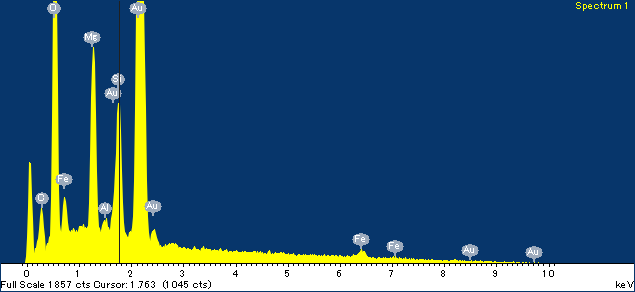 Spectrum 1
O Au
Mg
Si
Au
Fe
O Al Au
Fe Fe Au Au
0 1 2 3 4 5 6 7 8 9 10
Full Scale 1857 cts Cursor: 1.763 (1045 cts) keV